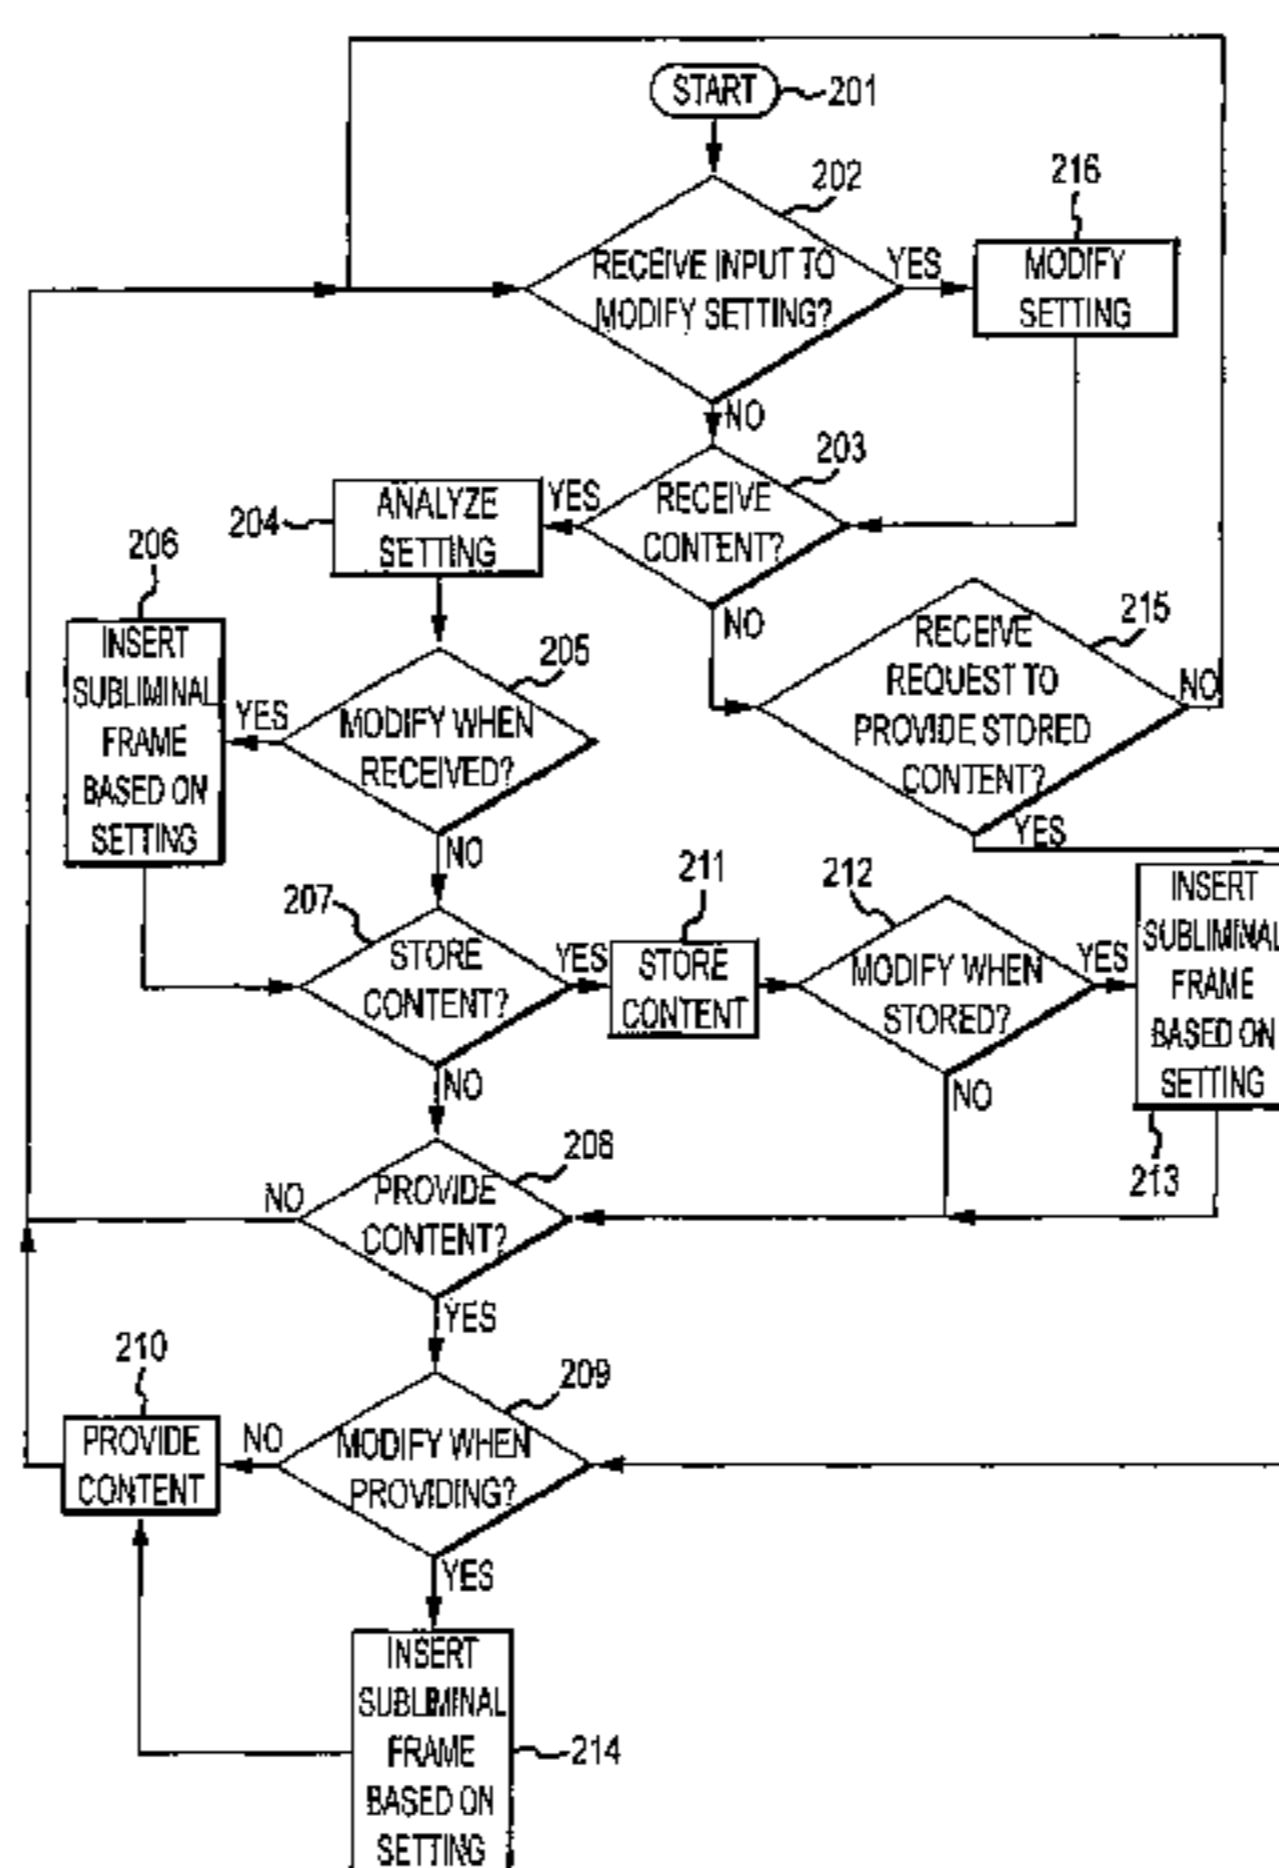 START
201
202
216
RECEIVE INPUT TO
MODIFY SETTING?
YES
MODIFY
SETTING
NO
203
204
ANALYZE
SETTING
YES
RECEIVE
CONTENT?
NO
206
INSERT
SUBLIMINAL
FRAME
BASED ON
SETTING
205
YES
MODIFY WHEN
RECEIVED?
NO
215
RECEIVE
REQUEST TO
PROVIDE STORED
CONTENT?
NO
YES
207
STORE
CONTENT?
YES
NO
211
STORE
CONTENT
212
MODIFY WHEN
STORED?
YES
NO
INSERT
SUBLIMINAL
FRAME
BASED ON
SETTING
213
208
NO
PROVIDE
CONTENT?
YES
210
PROVIDE
CONTENT
209
NO
MODIFY WHEN
PROVIDING?
YES
INSERT
SUBLIMINAL
FRAME
BASED ON
SETTING
214